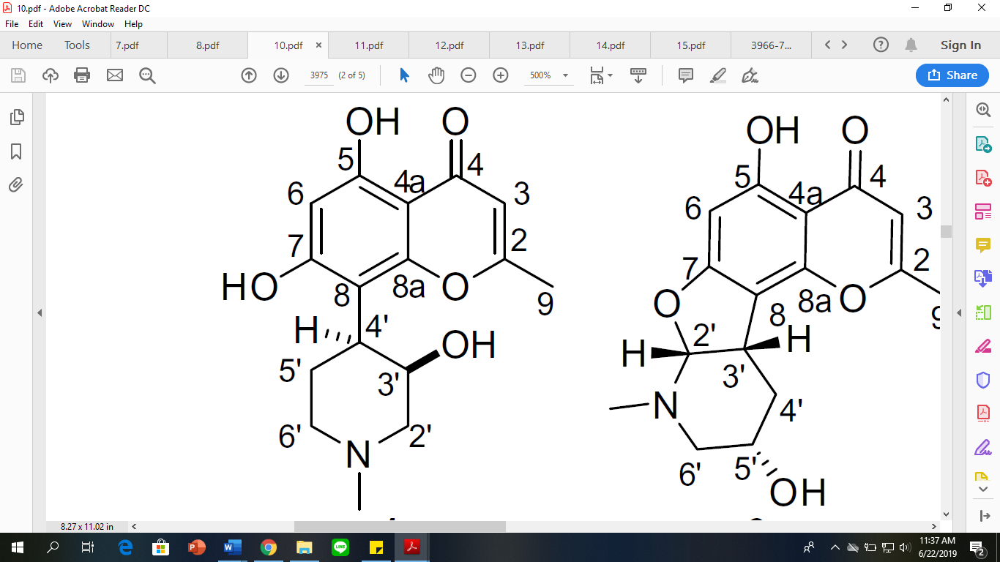 10.pdf - Adobe Acrobat Reader DC
File Edit View Window Help
Home Tools 7.pdf 8.pdf 10.pdf × 11.pdf 12.pdf 13.pdf 14.pdf 15.pdf 3966-7... Sign In
3975 (2 of 5) 500% Share
OH O
5 4a 4
6 3
7 2
HO 8 8a O 9
H 4' OH
5' 3'
6' 2'
N
OH O
5 4a 4
6 3
7 2
O 8 8a O
H 2' H
3'
N 4'
6' 5'
OH
8.27 x 11.02 in
11:37 AM
6/22/2019
2